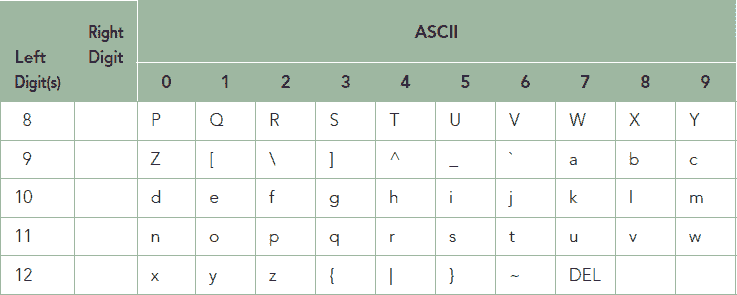 Left Digit(s) Right Digit ASCII
0 1 2 3 4 5 6 7 8 9
8 P Q R S T U V W X Y
9 Z [ \ ] ^ _ ` a b c
10 d e f g h i j k l m
11 n o p q r s t u v w
12 x y z { | } ~ DEL